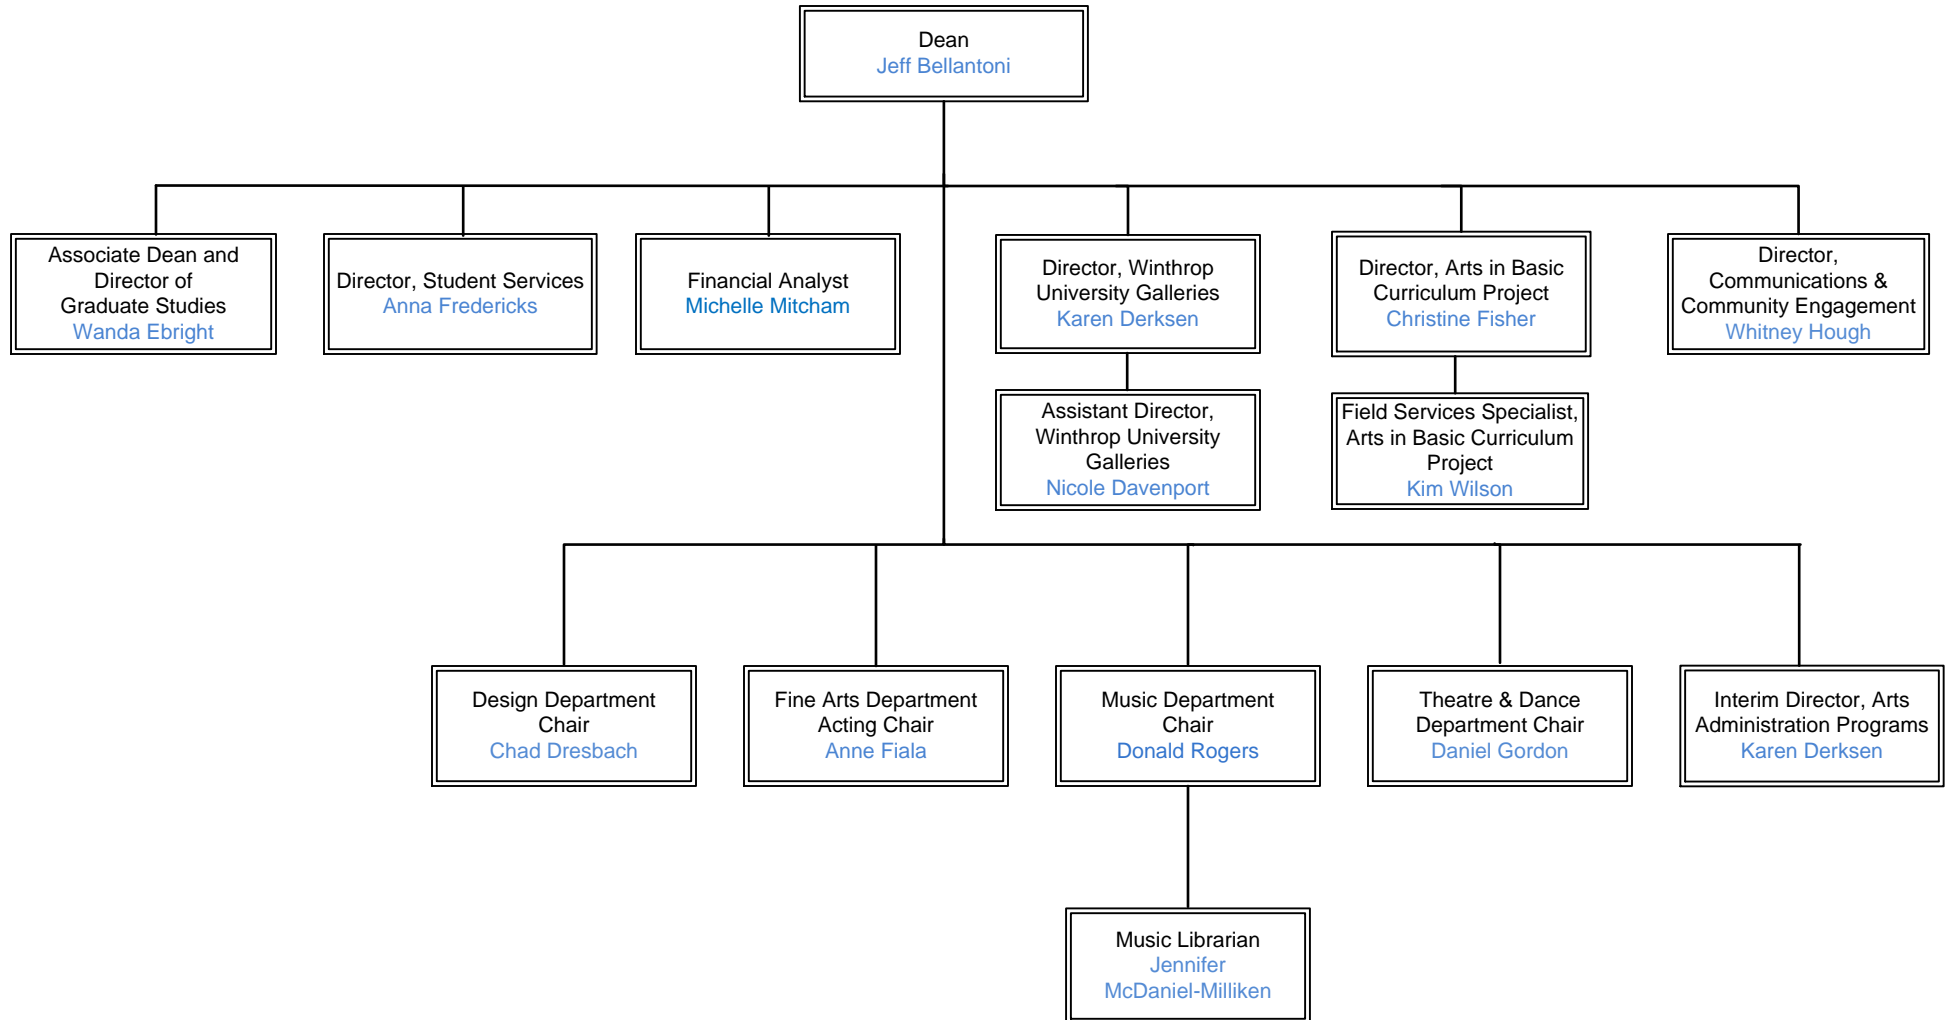 Dean
Jeff Bellantoni
Associate Dean and
Director of
Graduate Studies
Wanda Ebright
Director, Student Services
Anna Fredericks
Financial Analyst
Michelle Mitcham
Director, Winthrop
University Galleries
Karen Derksen
Director, Arts in Basic
Curriculum Project
Christine Fisher
Director,
Communications &
Community Engagement
Whitney Hough
Assistant Director,
Winthrop University
Galleries
Nicole Davenport
Field Services Specialist,
Arts in Basic Curriculum
Project
Kim Wilson
Design Department
Chair
Chad Dresbach
Fine Arts Department
Acting Chair
Anne Fiala
Music Department
Chair
Donald Rogers
Theatre & Dance
Department Chair
Daniel Gordon
Interim Director, Arts
Administration Programs
Karen Derksen
Music Librarian
Jennifer
McDaniel-Milliken